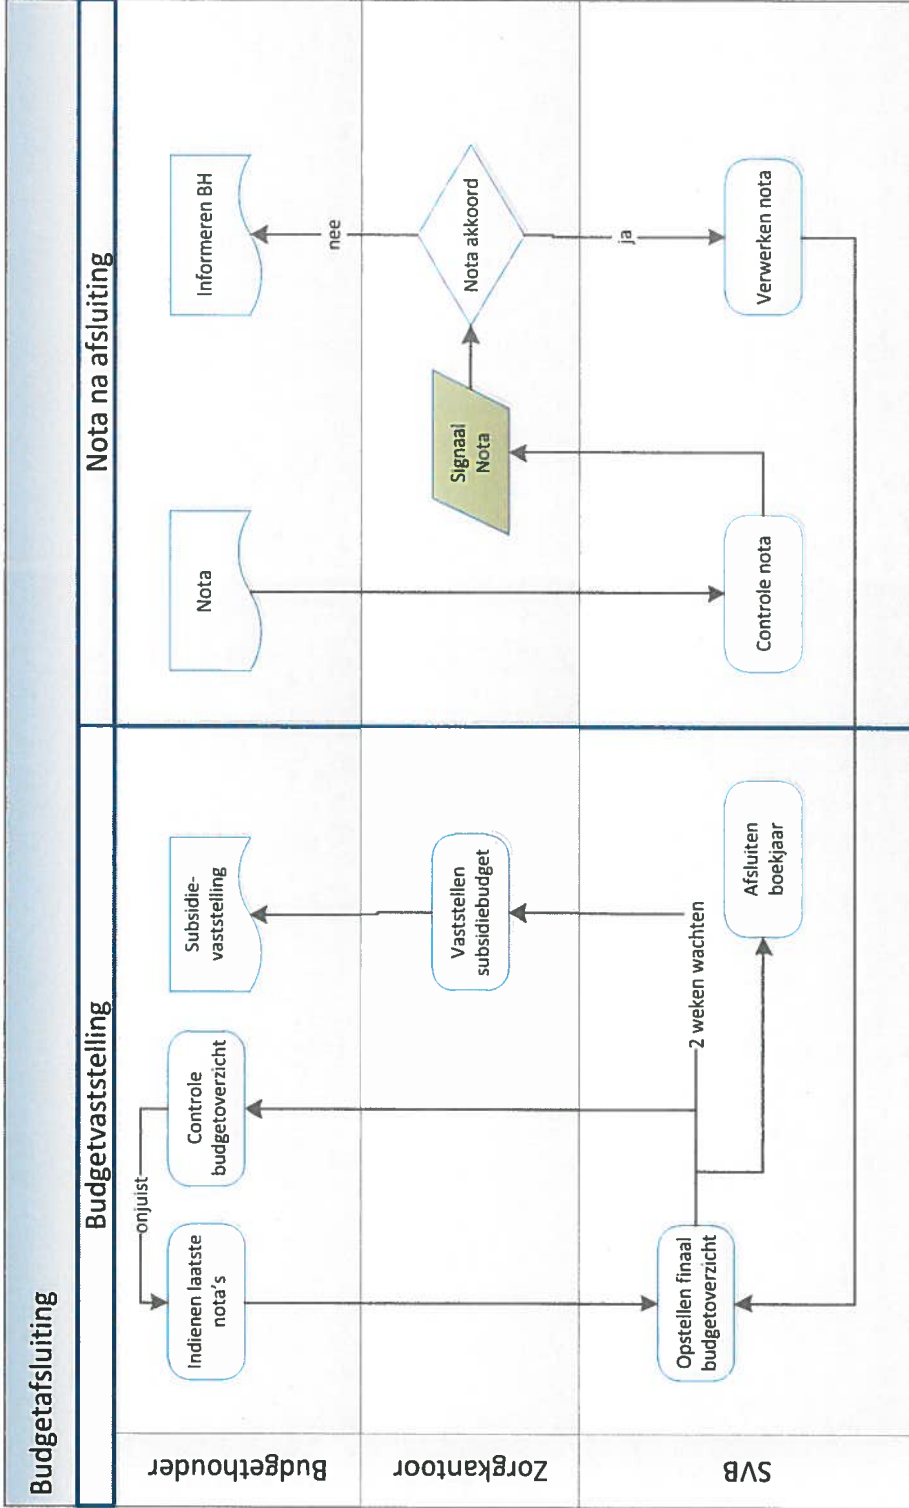 Budgetafsluiting
Budgetvaststelling
Nota na afsluiting
Budgethouder
Indienen laatste
nota's
onjuist
Controle
budgetoverzicht
Subsidie-
vaststelling
Nota
Informeren BH
Zorgkantoor
Vaststellen
subsidiebudget
Signaal
Nota
Nota akkoord
nee
ja
SVB
Opstellen finaal
budgetoverzicht
2 weken wachten
Afsluiten
boekjaar
Controle nota
Verwerken nota